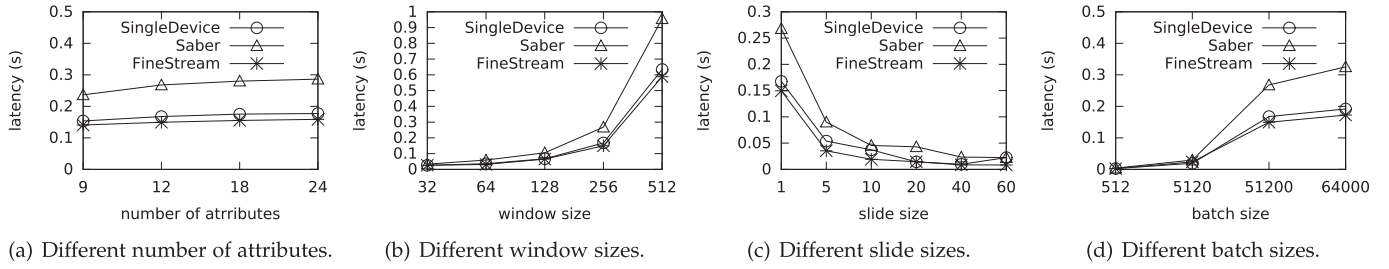 0.5
0.4
0.3
0.2
0.1
0
latency (s)
SingleDevice
Saber
FineStream
9 12 18 24
number of atrributes
(a) Different number of attributes.
1
0.9
0.8
0.7
0.6
0.5
0.4
0.3
0.2
0.1
0
latency (s)
SingleDevice
Saber
FineStream
32 64 128 256 512
window size
(b) Different window sizes.
0.3
0.25
0.2
0.15
0.1
0.05
0
latency (s)
SingleDevice
Saber
FineStream
1 5 10 20 40 60
slide size
(c) Different slide sizes.
0.5
0.4
0.3
0.2
0.1
0
latency (s)
SingleDevice
Saber
FineStream
512 5120 51200 64000
batch size
(d) Different batch sizes.